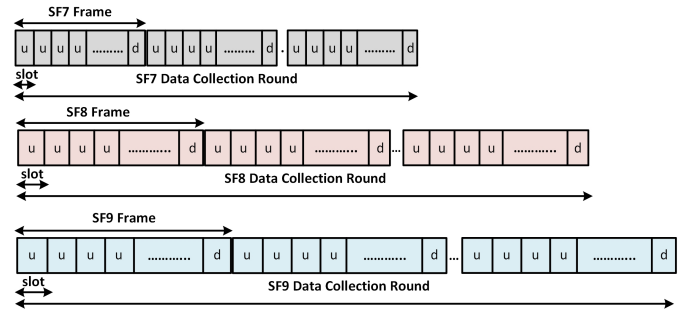 SF7 Frame
u u u u ......... d u u u u ......... d . u u u u ......... d
slot
SF7 Data Collection Round
SF8 Frame
u u u u ............ d u u u u ............ d ... u u u u ............ d
slot
SF8 Data Collection Round
SF9 Frame
u u u u ............ d u u u u ............ d ... u u u u ............ d
slot
SF9 Data Collection Round